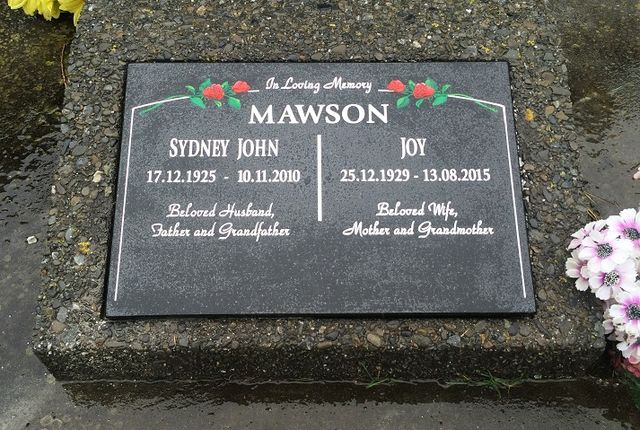 In Loving Memory
MAWSON
SYDNEY JOHN
17.12.1925 - 10.11.2010
Beloved Husband,
Father and Grandfather
JOY
25.12.1929 - 13.08.2015
Beloved Wife,
Mother and Grandmother